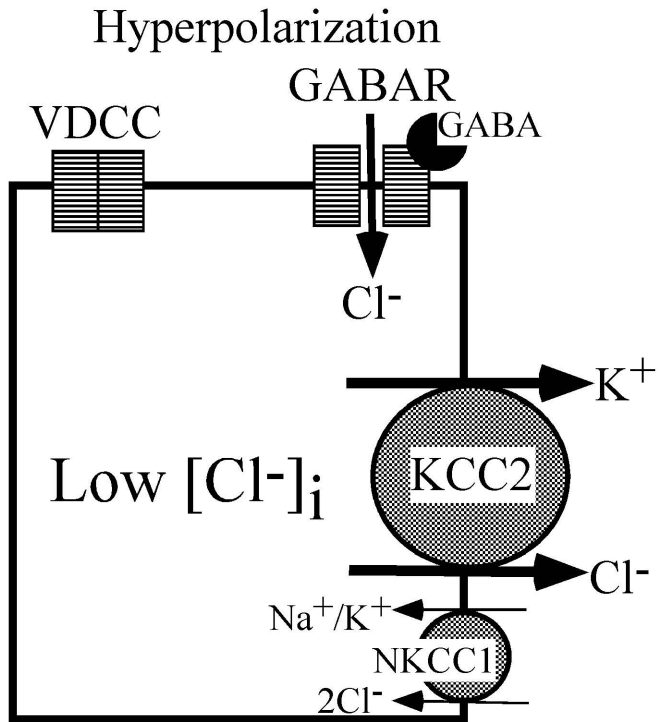 Hyperpolarization
GABAR
VDCC
GABA
Cl-
K+
KCC2
Low [Cl-]i
Cl-
Na+/K+
NKCC1
2Cl-